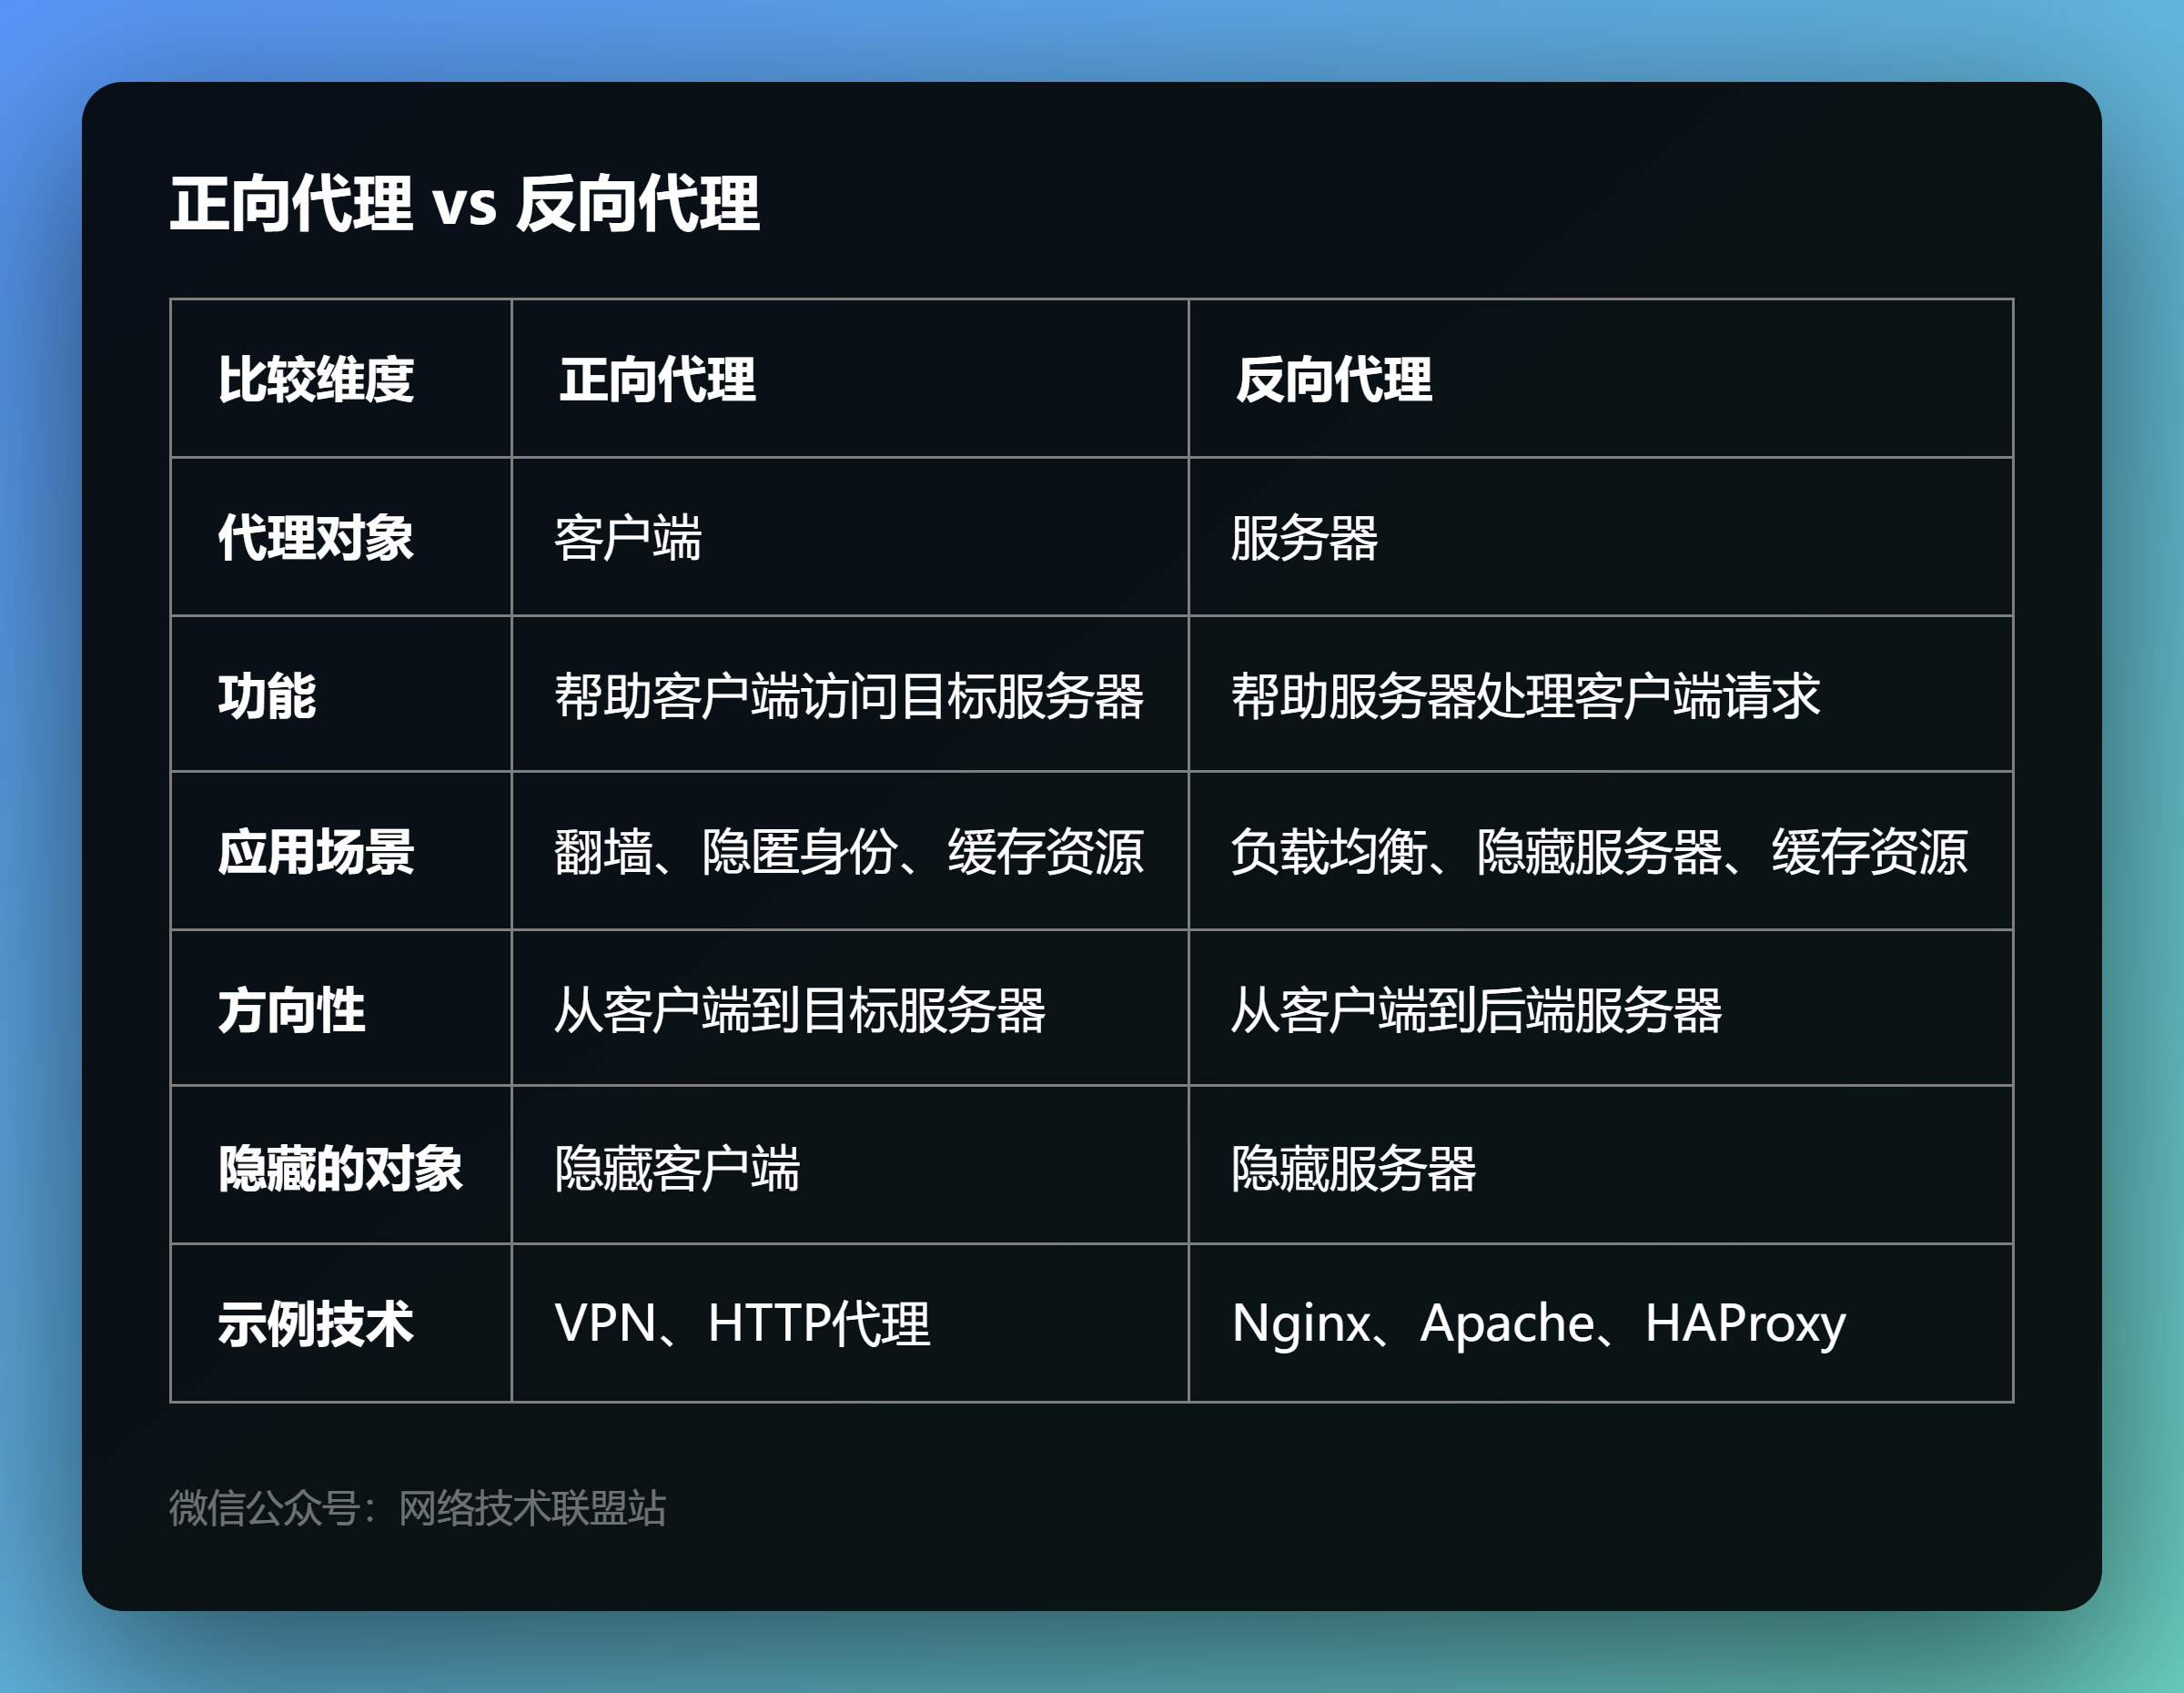 正向代理 vs 反向代理
比较维度 正向代理 反向代理
代理对象 客户端 服务器
功能 帮助客户端访问目标服务器 帮助服务器处理客户端请求
应用场景 翻墙、隐匿身份、缓存资源 负载均衡、隐藏服务器、缓存资源
方向性 从客户端到目标服务器 从客户端到后端服务器
隐藏的对象 隐藏客户端 隐藏服务器
示例技术 VPN、HTTP代理 Nginx、Apache、HAProxy
微信公众号：网络技术联盟站